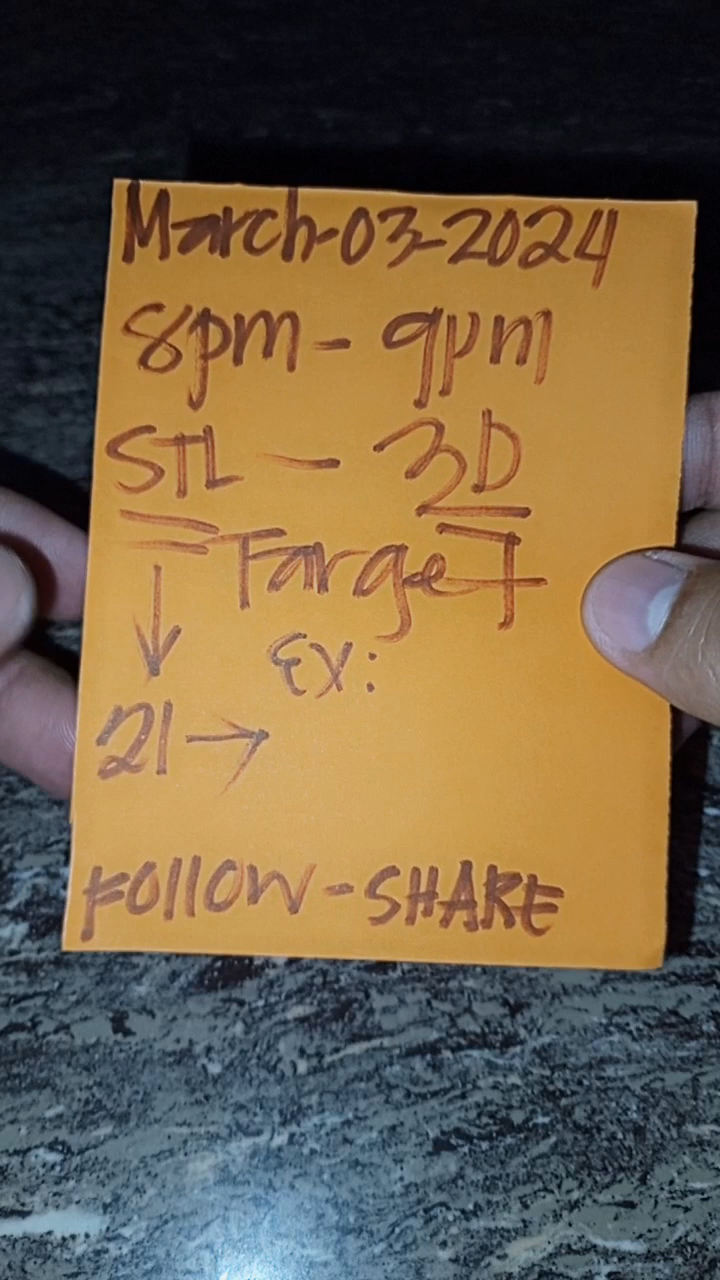 March-03-2024
8pm - 9pm
STL - 3D
Target
Ex:
21 →
FOllOW - SHARE